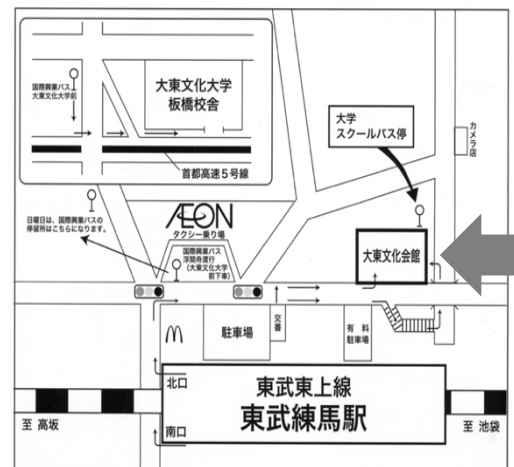 国際興業バス
大東文化大学前
大東文化大学
板橋校舎
首都高速5号線
大学
スクールバス停
カメラ店
日曜日は、国際興業バスの
停留所はこちらになります。
ÆON
タクシー乗り場
国際興業バス
浮間舟渡行
(大東文化大学
前下車)
大東文化会館
駐車場
交番
有料
駐車場
北口
南口
東武東上線
東武練馬駅
至 高坂
至 池袋